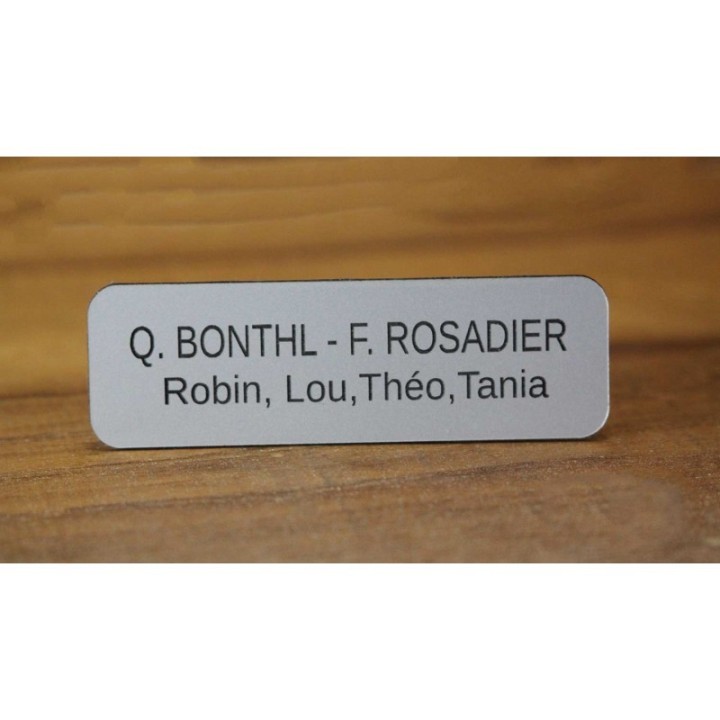 Q. BONTHL - F. ROSADIER
Robin, Lou,Théo,Tania